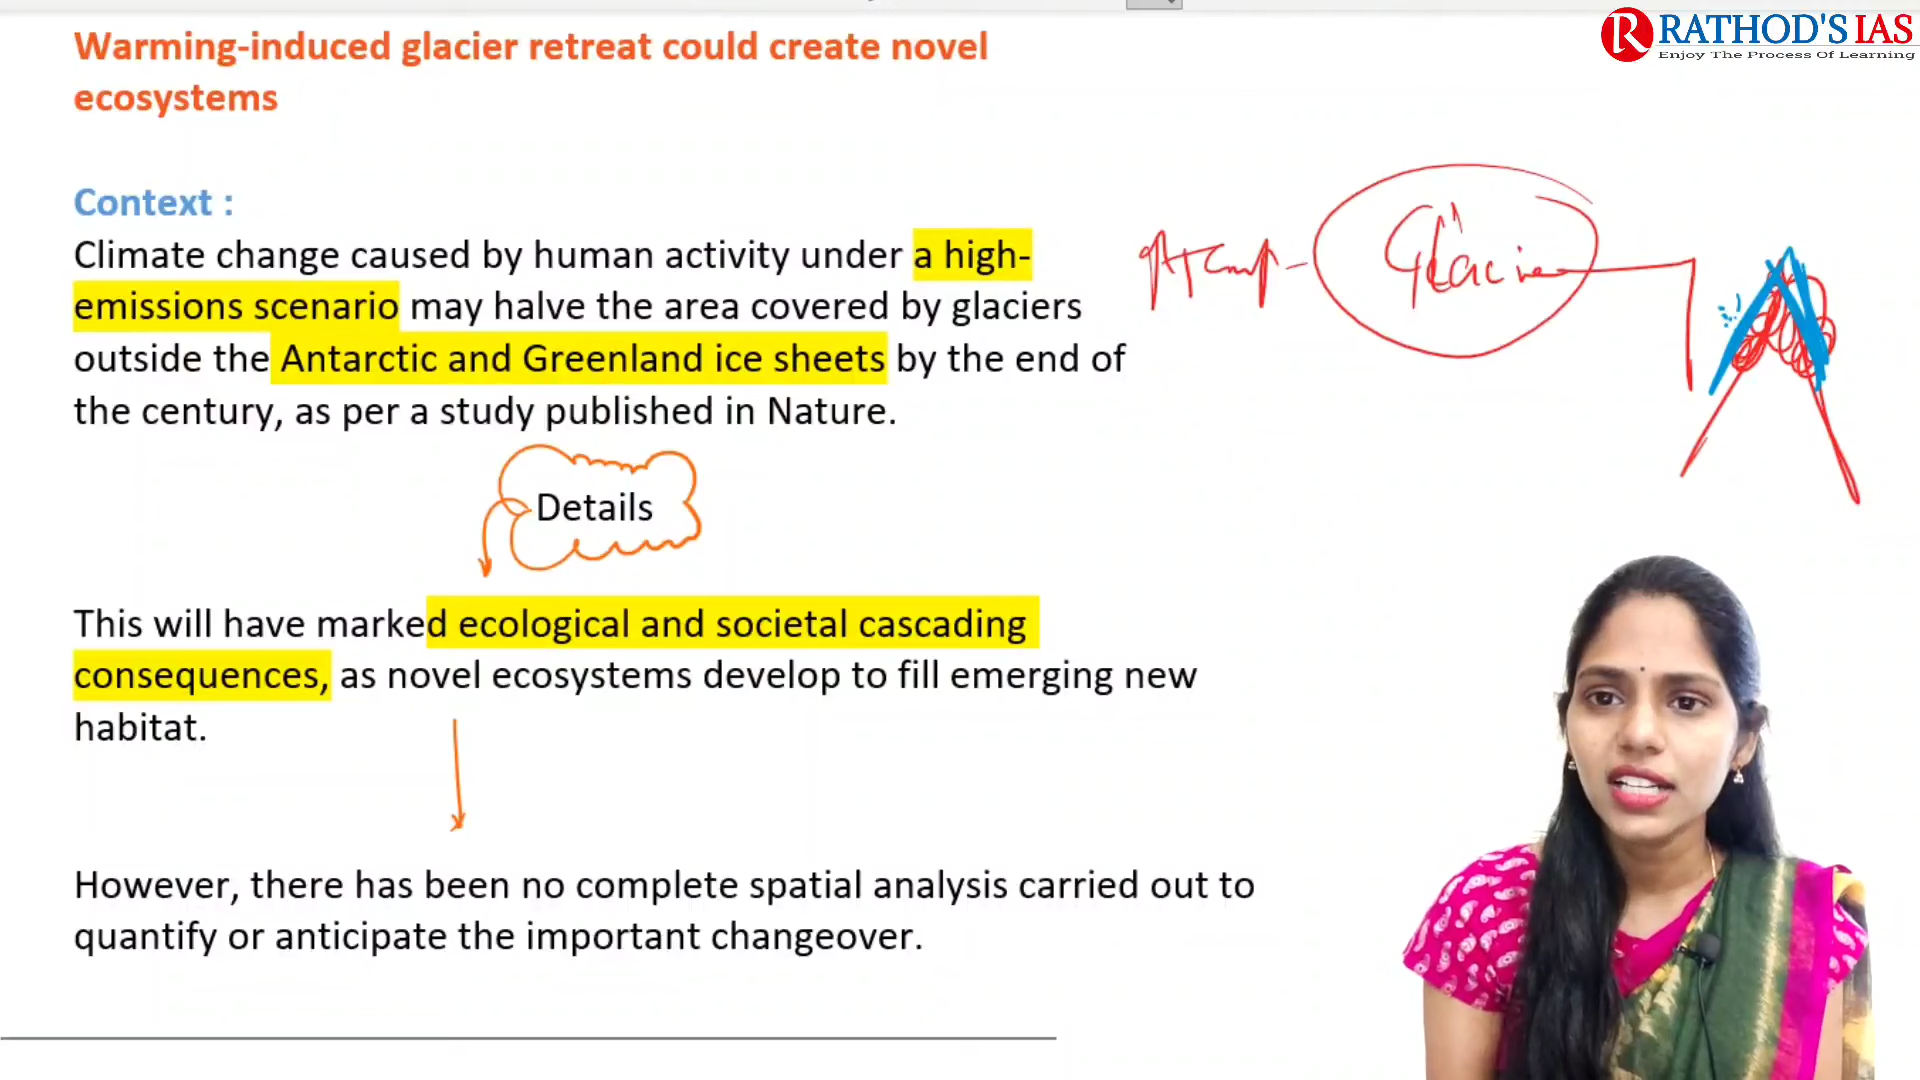 RATHOD'S IAS
Enjoy The Process Of Learning
Warming-induced glacier retreat could create novel
ecosystems
Context :
Climate change caused by human activity under a high-
emissions scenario may halve the area covered by glaciers
outside the Antarctic and Greenland ice sheets by the end of
the century, as per a study published in Nature.
Glacier
Details
This will have marked ecological and societal cascading
consequences, as novel ecosystems develop to fill emerging new
habitat.
However, there has been no complete spatial analysis carried out to
quantify or anticipate the important changeover.